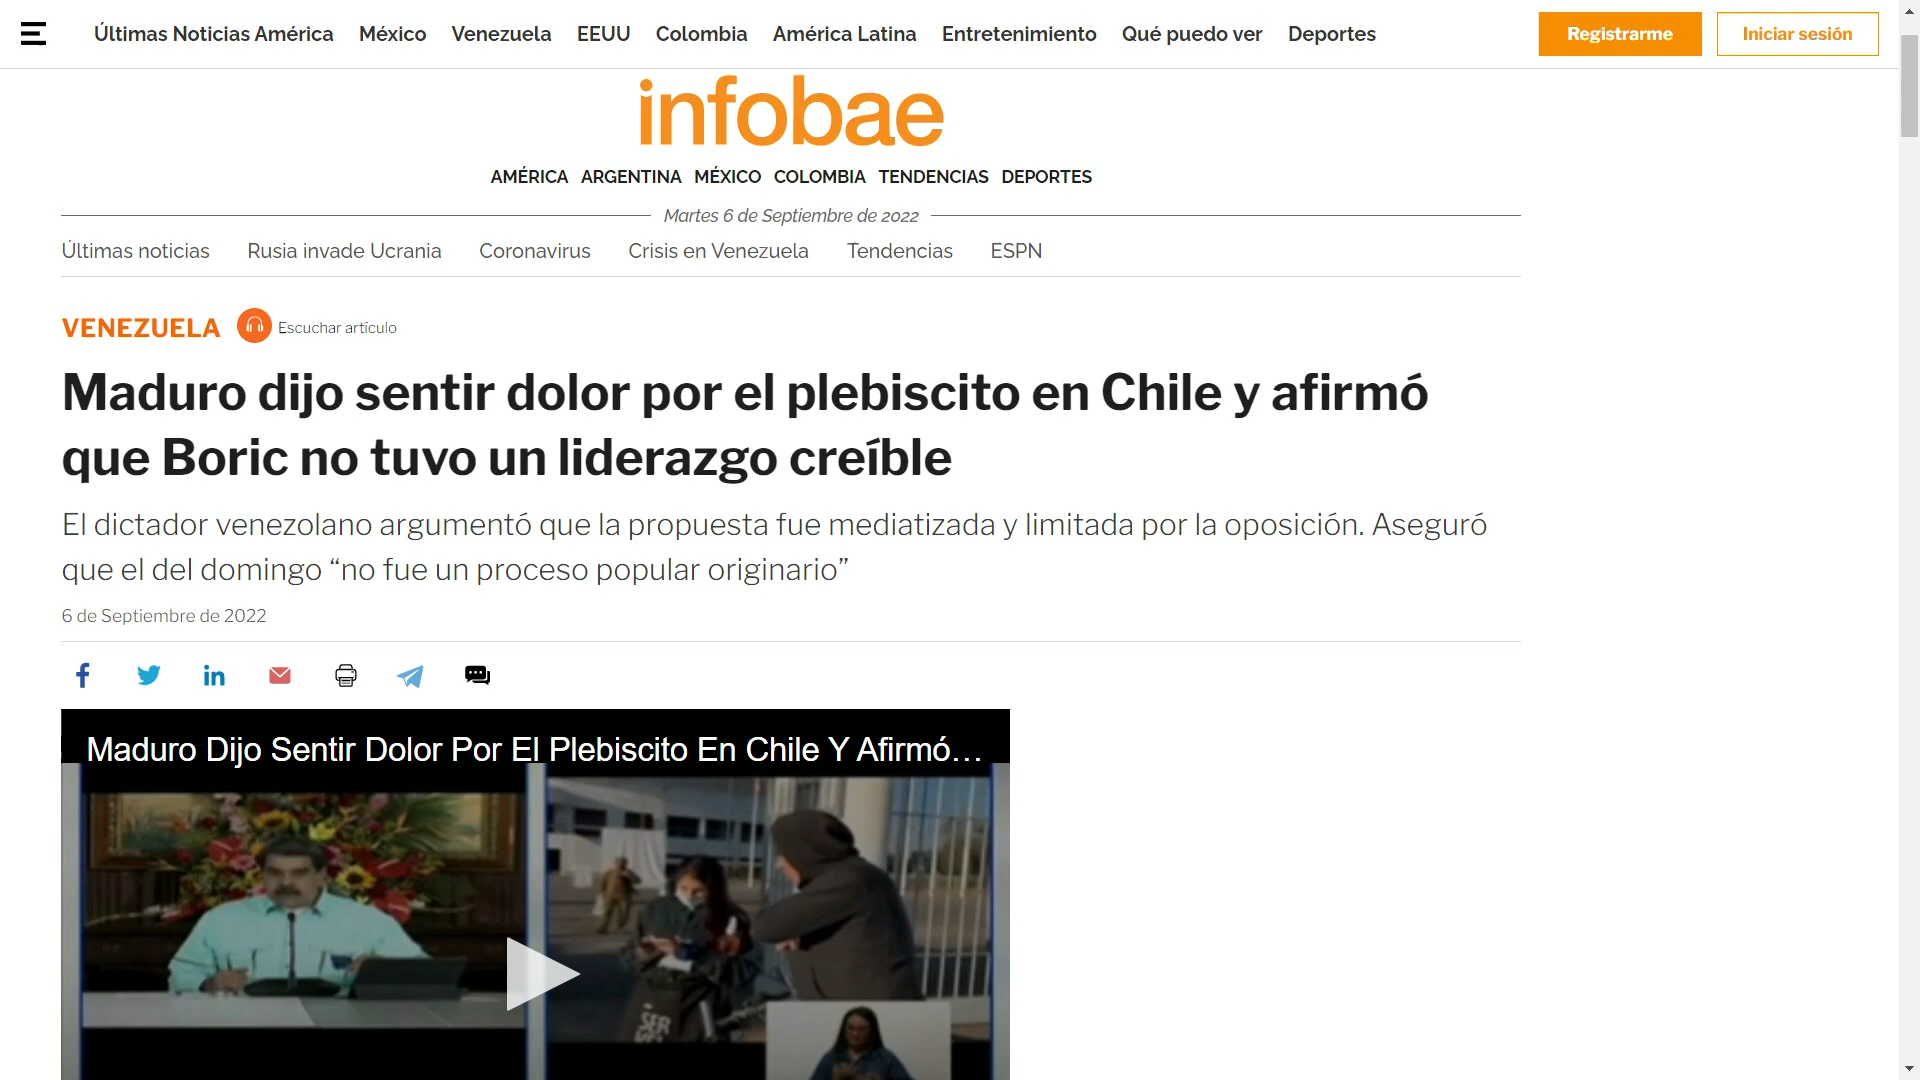 Últimas Noticias América México Venezuela EEUU Colombia América Latina Entretenimiento Qué puedo ver Deportes Registrarme Iniciar sesión
infobae
AMÉRICA ARGENTINA MÉXICO COLOMBIA TENDENCIAS DEPORTES
Martes 6 de Septiembre de 2022
Últimas noticias Rusia invade Ucrania Coronavirus Crisis en Venezuela Tendencias ESPN
VENEZUELA Escuchar artículo
Maduro dijo sentir dolor por el plebiscito en Chile y afirmó
que Boric no tuvo un liderazgo creíble
El dictador venezolano argumentó que la propuesta fue mediatizada y limitada por la oposición. Aseguró
que el del domingo “no fue un proceso popular originario”
6 de Septiembre de 2022
Maduro Dijo Sentir Dolor Por El Plebiscito En Chile Y Afirmó...
SER